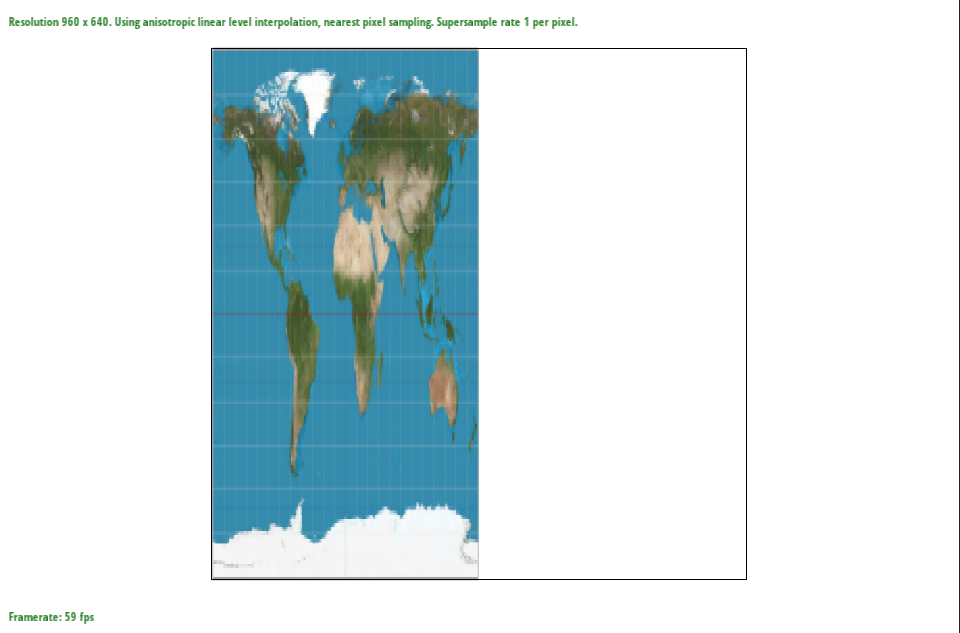 Resolution 960 x 640. Using anisotropic linear level interpolation, nearest pixel sampling. Supersample rate 1 per pixel.
Framerate: 59 fps